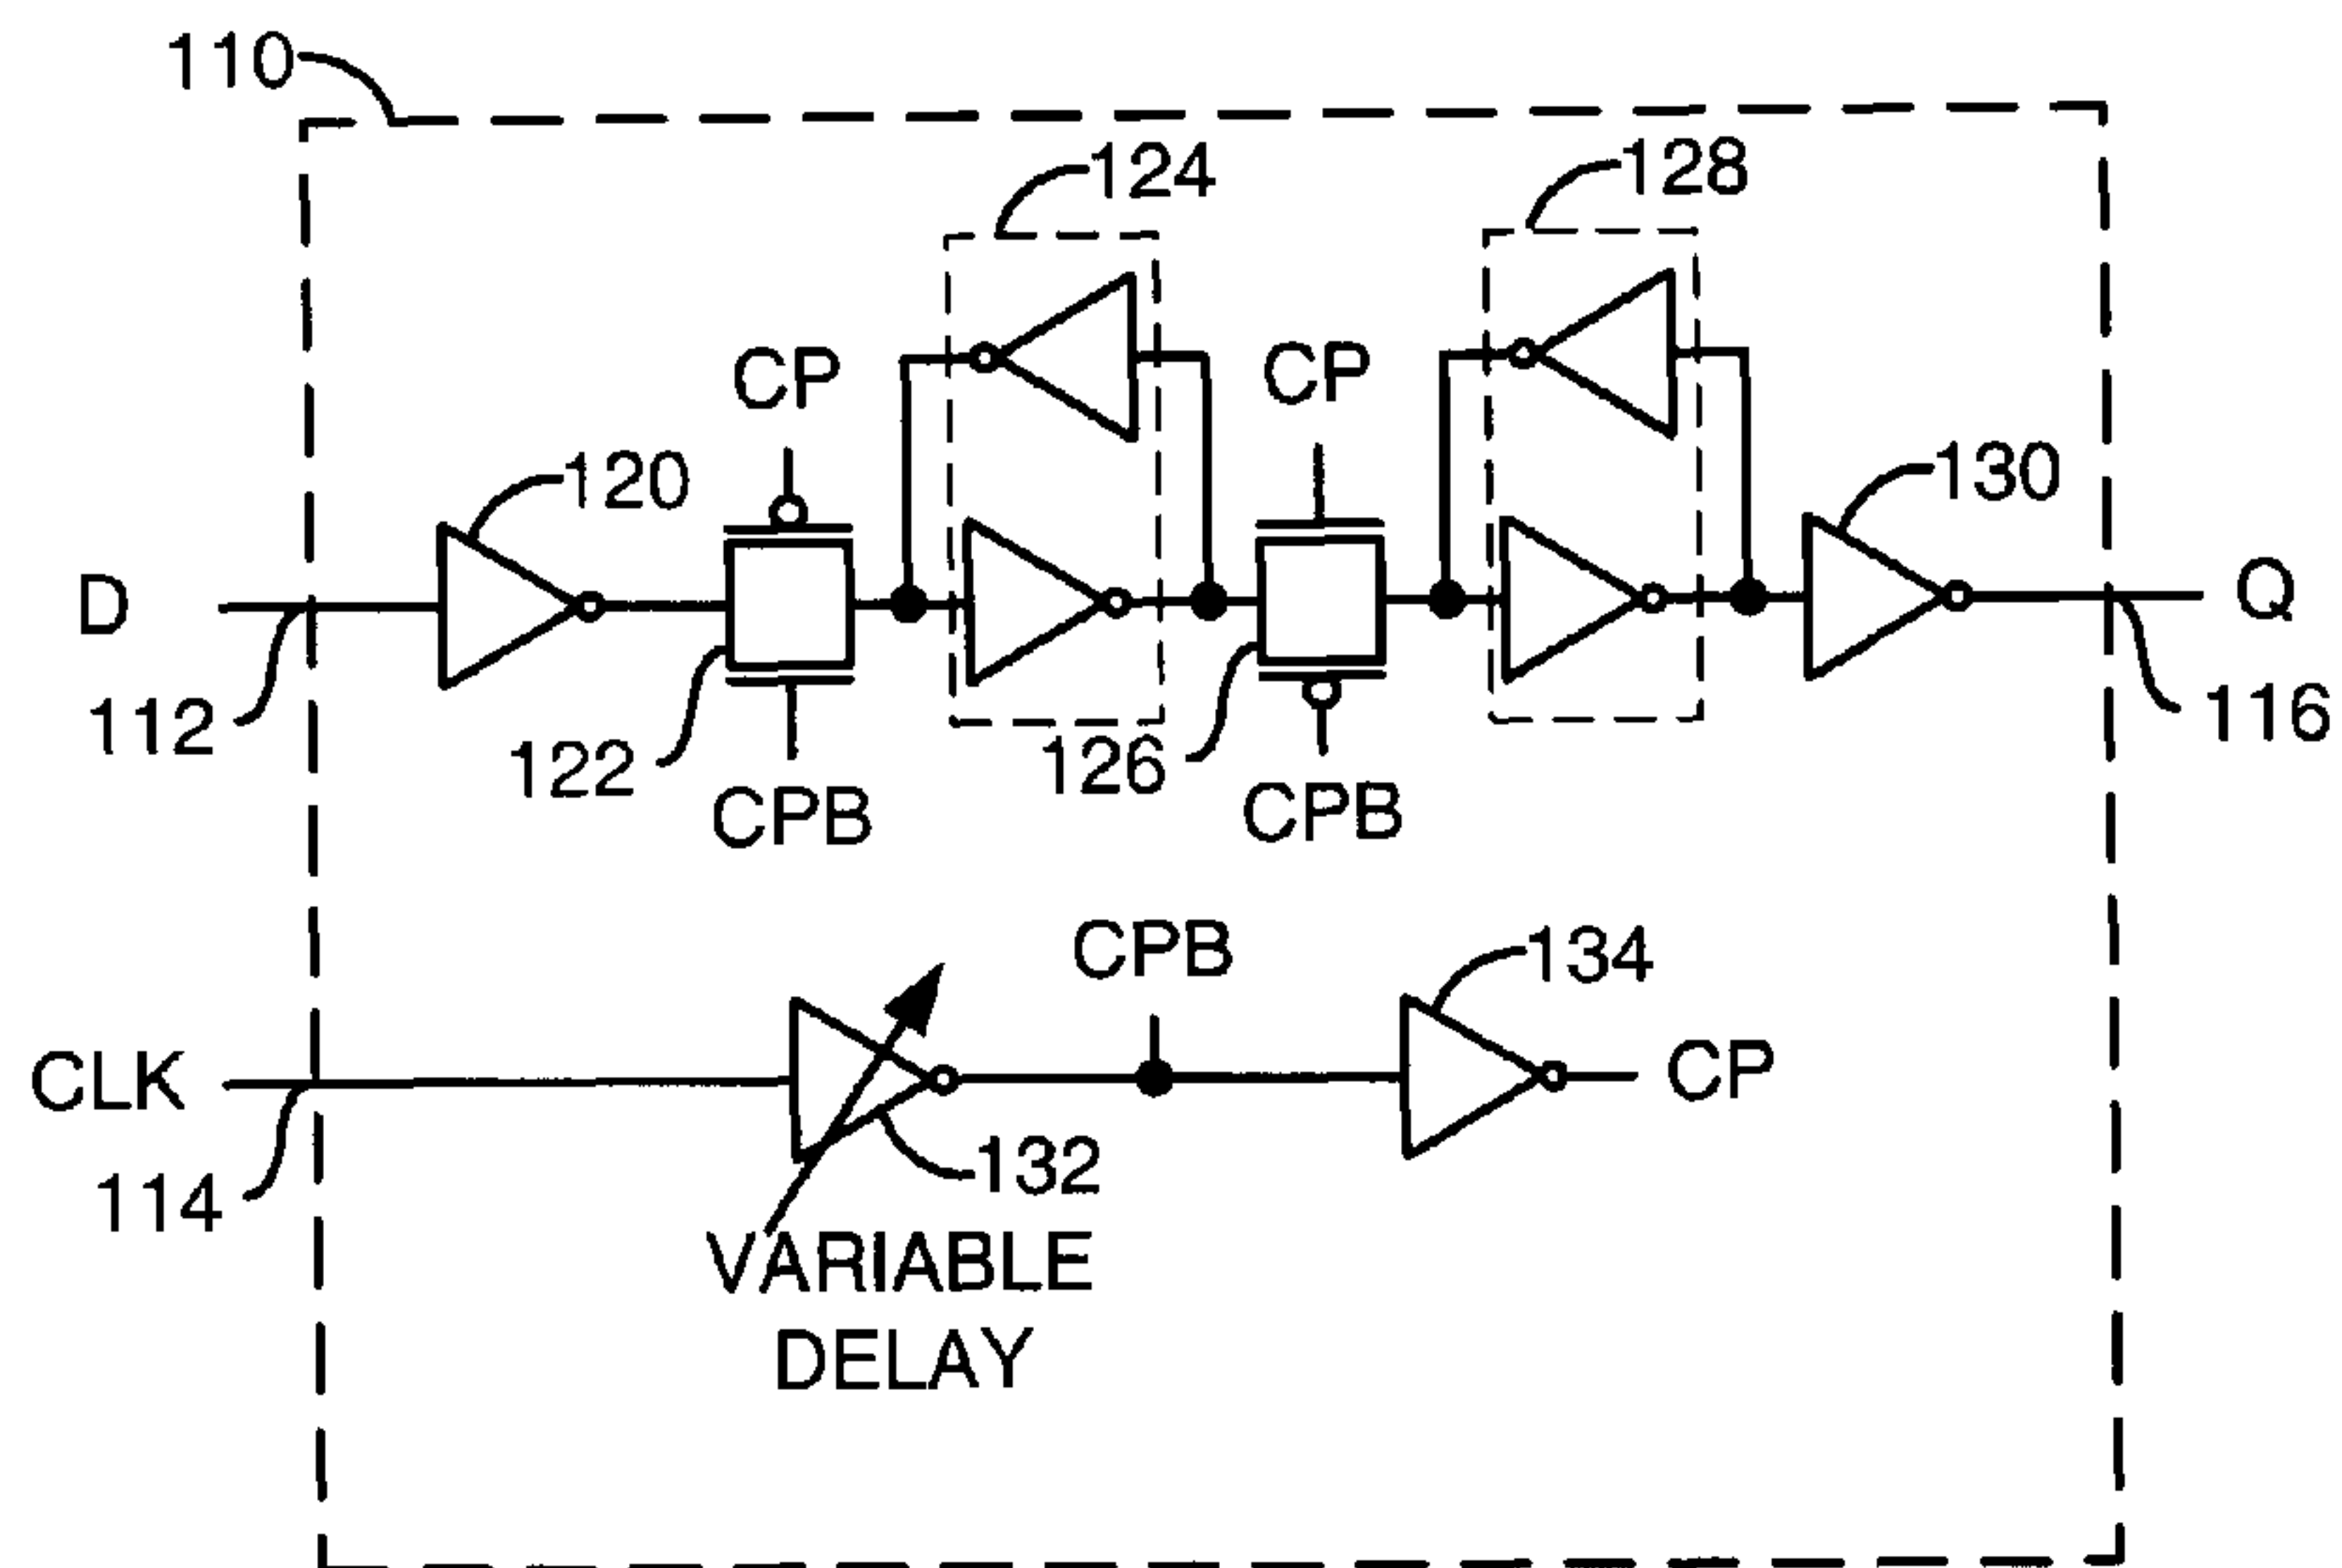 110
124
128
CP
CP
120
130
D
Q
112
122
126
116
CPB
CPB
CPB
134
CLK
CP
132
114
VARIABLE
DELAY